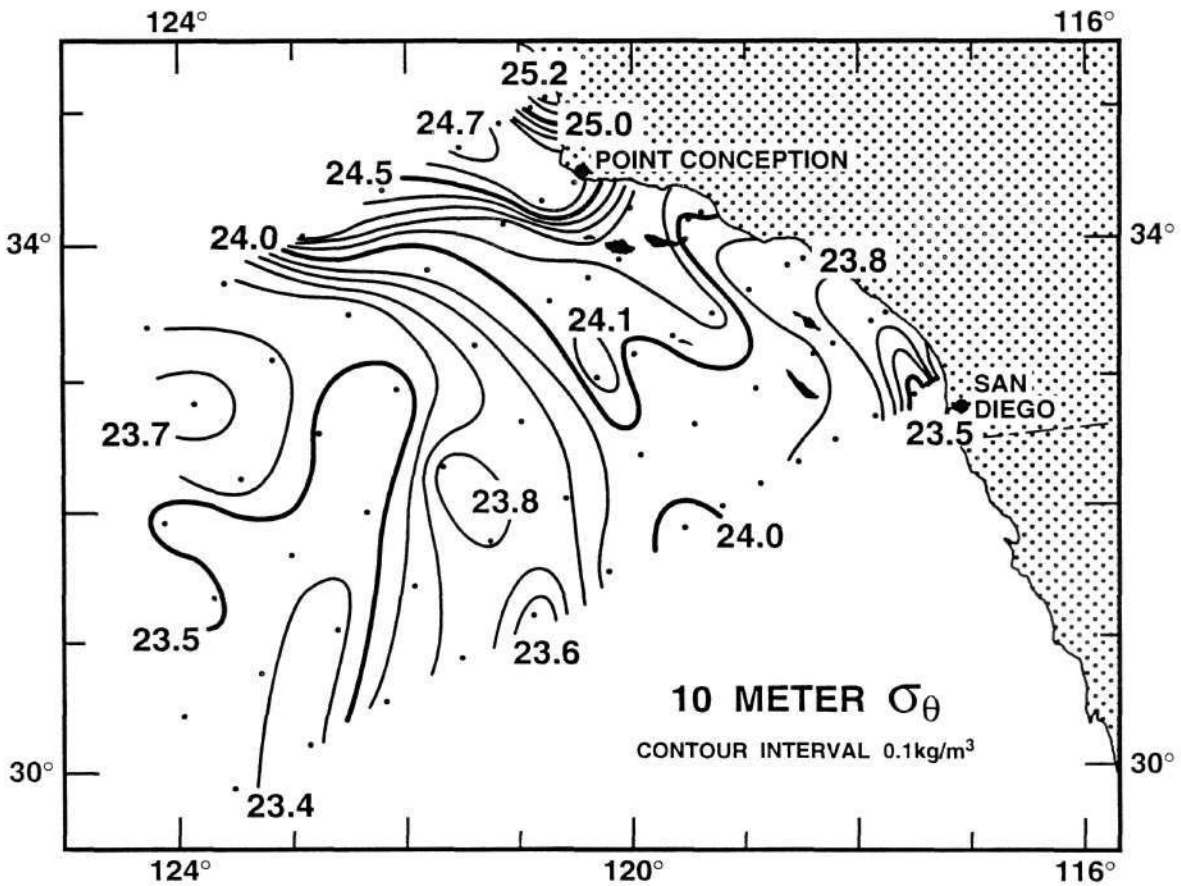 124° 116°
25.2
24.7 25.0
POINT CONCEPTION
24.5
34° 24.0 34°
23.8
24.1
SAN
DIEGO
23.7 23.5
23.8
24.0
23.5
23.6
10 METER σθ
CONTOUR INTERVAL 0.1kg/m³
30° 30°
23.4
124° 120° 116°